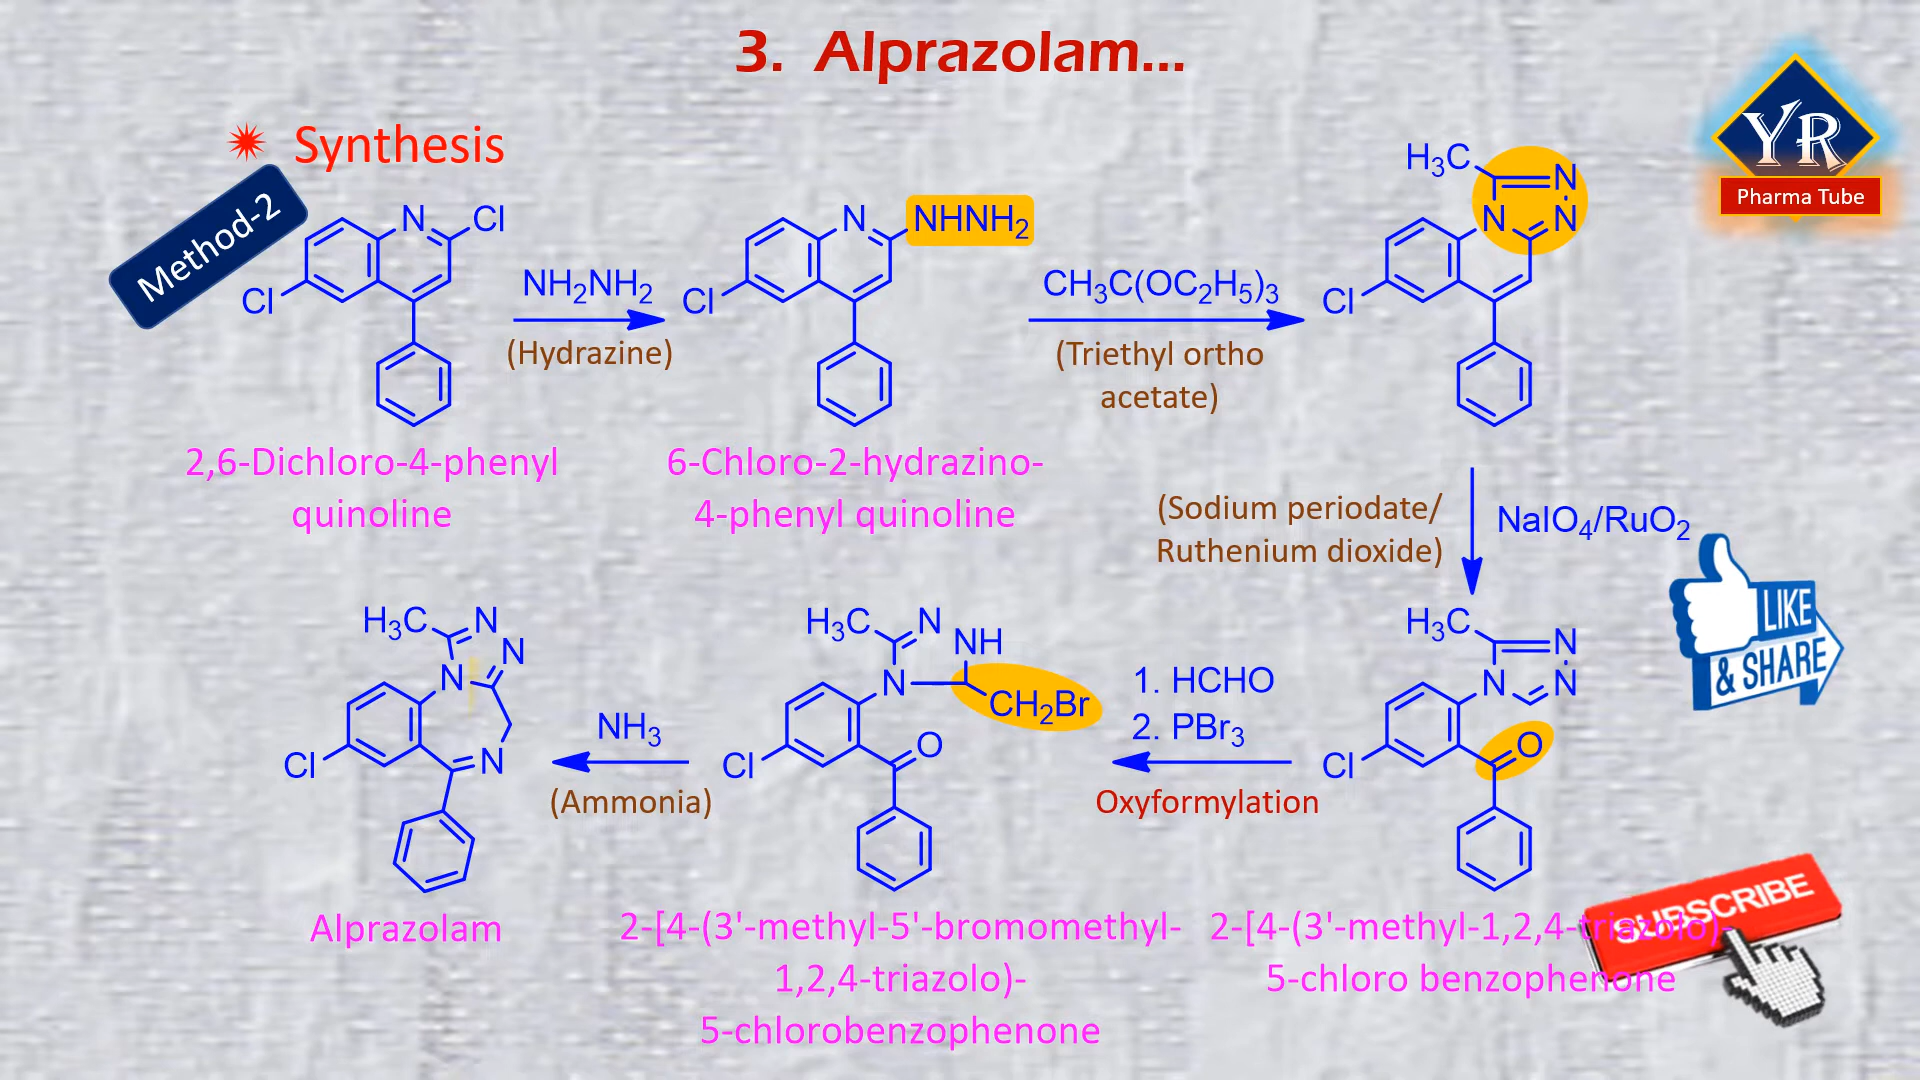 3. Alprazolam...
YR
Pharma Tube
Synthesis
Method-2
N
Cl
Cl
2,6-Dichloro-4-phenyl
quinoline
NH₂NH₂
(Hydrazine)
N
NHNH₂
Cl
6-Chloro-2-hydrazino-
4-phenyl quinoline
CH₃C(OC₂H₅)₃
(Triethyl ortho
acetate)
H₃C
N
N
N
Cl
(Sodium periodate/
Ruthenium dioxide)
NaIO₄/RuO₂
LIKE
& SHARE
H₃C
N
N
N
O
Cl
2-[4-(3'-methyl-1,2,4-triazolo)-
5-chloro benzophenone
SUBSCRIBE
1. HCHO
2. PBr₃
Oxyformylation
H₃C
N
NH
N
CH₂Br
O
Cl
2-[4-(3'-methyl-5'-bromomethyl-
1,2,4-triazolo)-
5-chlorobenzophenone
NH₃
(Ammonia)
H₃C
N
N
N
N
Cl
Alprazolam